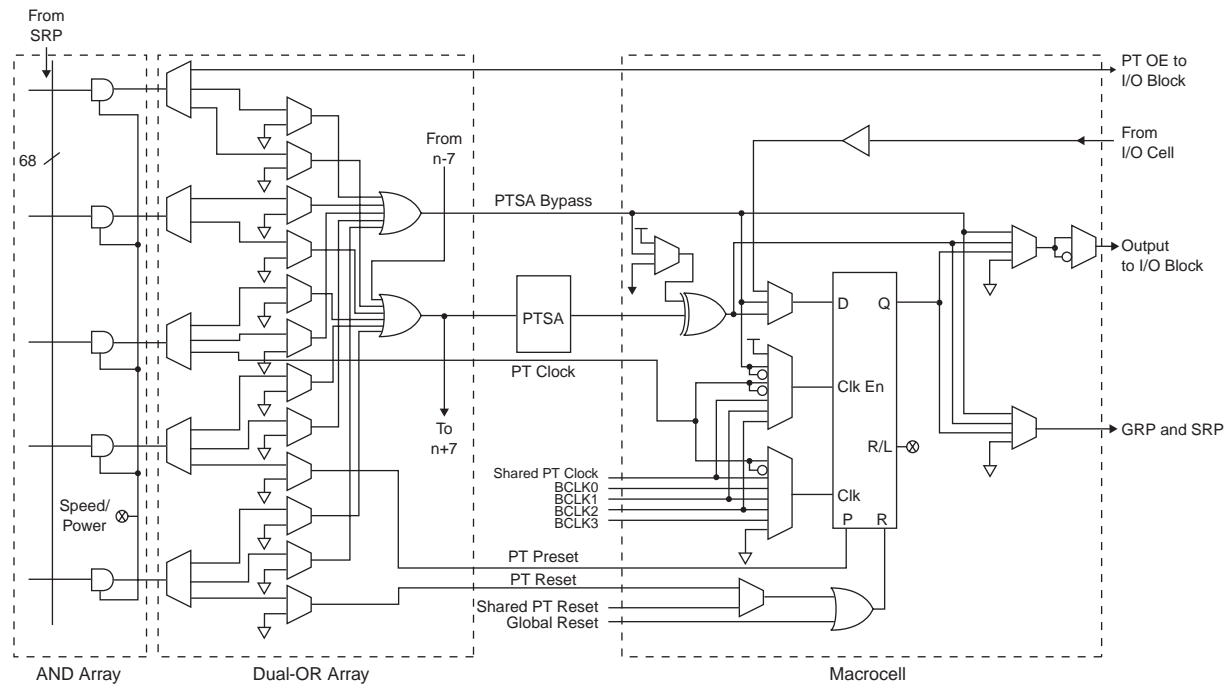 From
SRP
PT OE to
I/O Block
From
n-7
From
I/O Cell
68
PTSA Bypass
Output
to I/O Block
PTSA
D
Q
PT Clock
Clk En
To
n+7
GRP and SRP
R/L
Shared PT Clock
BCLK0
BCLK1
BCLK2
BCLK3
Clk
Speed/
Power
P
R
PT Preset
PT Reset
Shared PT Reset
Global Reset
AND Array
Dual-OR Array
Macrocell